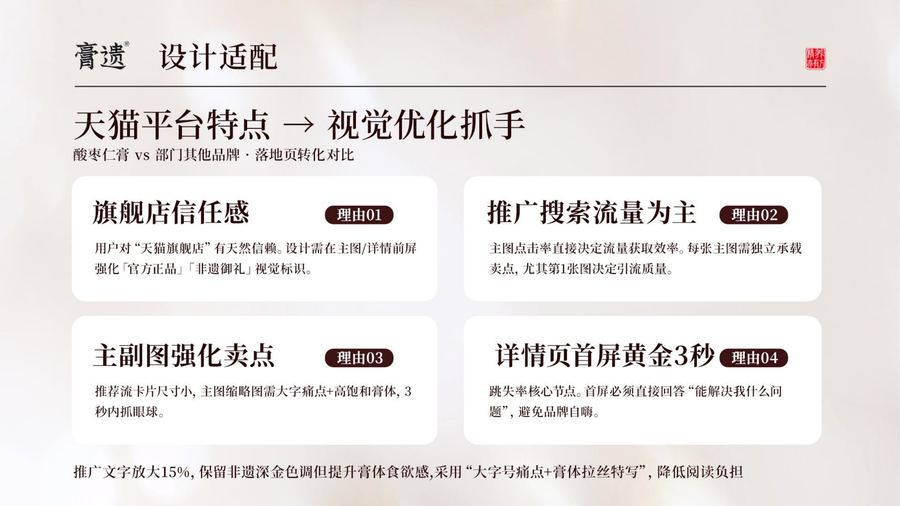 膏遗® 设计适配
天猫平台特点 → 视觉优化抓手
酸枣仁膏 vs 部门其他品牌 · 落地页转化对比
旗舰店信任感 理由01
用户对“天猫旗舰店”有天然信赖。设计需在主图/详情前屏
强化「官方正品」「非遗御礼」视觉标识。
推广搜索流量为主 理由02
主图点击率直接决定流量获取效率。每张主图需独立承载
卖点, 尤其第1张图决定引流质量。
主副图强化卖点 理由03
推荐流卡片尺寸小, 主图缩略图需大字痛点+高饱和膏体, 3
秒内抓眼球。
详情页首屏黄金3秒 理由04
跳失率核心节点。首屏必须直接回答“能解决我什么问
题”, 避免品牌自嗨。
推广文字放大15%, 保留非遗深金色调但提升膏体食欲感,采用“大字号痛点+膏体拉丝特写”, 降低阅读负担